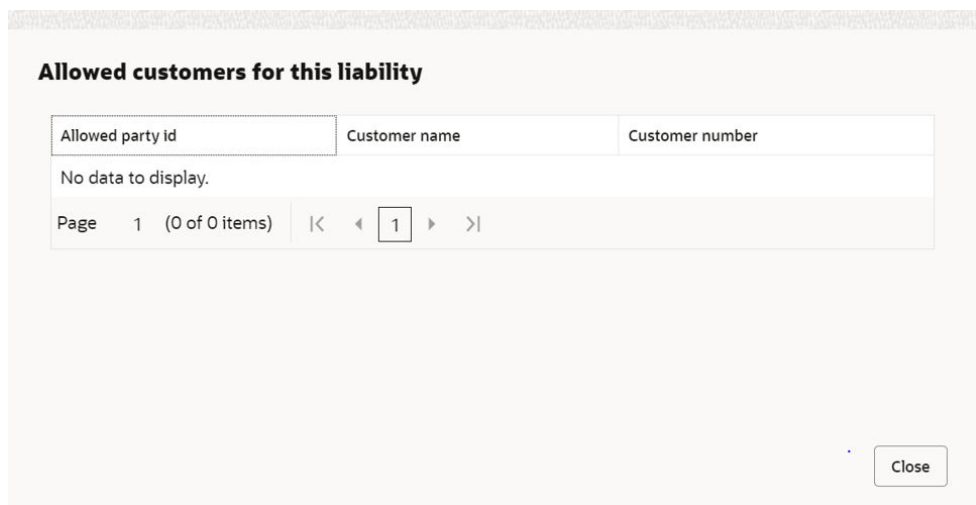 Allowed customers for this liability
Allowed party id Customer name Customer number
No data to display.
Page 1 (0 of 0 items) 1
Close